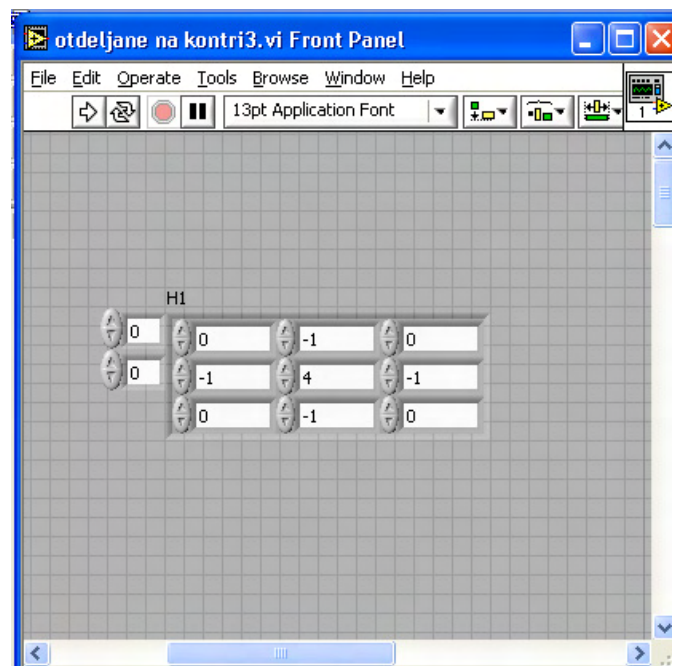 otdeljane na kontri3.vi Front Panel
File Edit Operate Tools Browse Window Help
13pt Application Font
1
H1
0 0 -1 0
0 -1 4 -1
0 -1 0